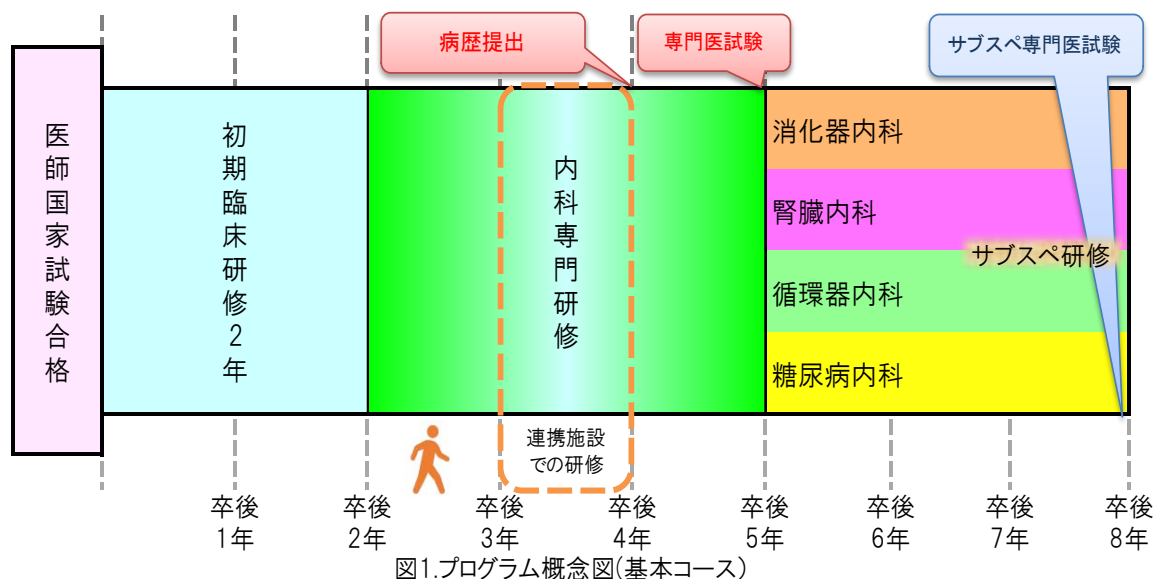 病歴提出
専門医試験
サブスペ専門医試験
医師国家試験合格
初期臨床研修2年
内科専門研修
消化器内科
腎臓内科
サブスペ研修
循環器内科
糖尿病内科
連携施設
での研修
卒後
1年
卒後
2年
卒後
3年
卒後
4年
卒後
5年
卒後
6年
卒後
7年
卒後
8年
図1.プログラム概念図(基本コース)